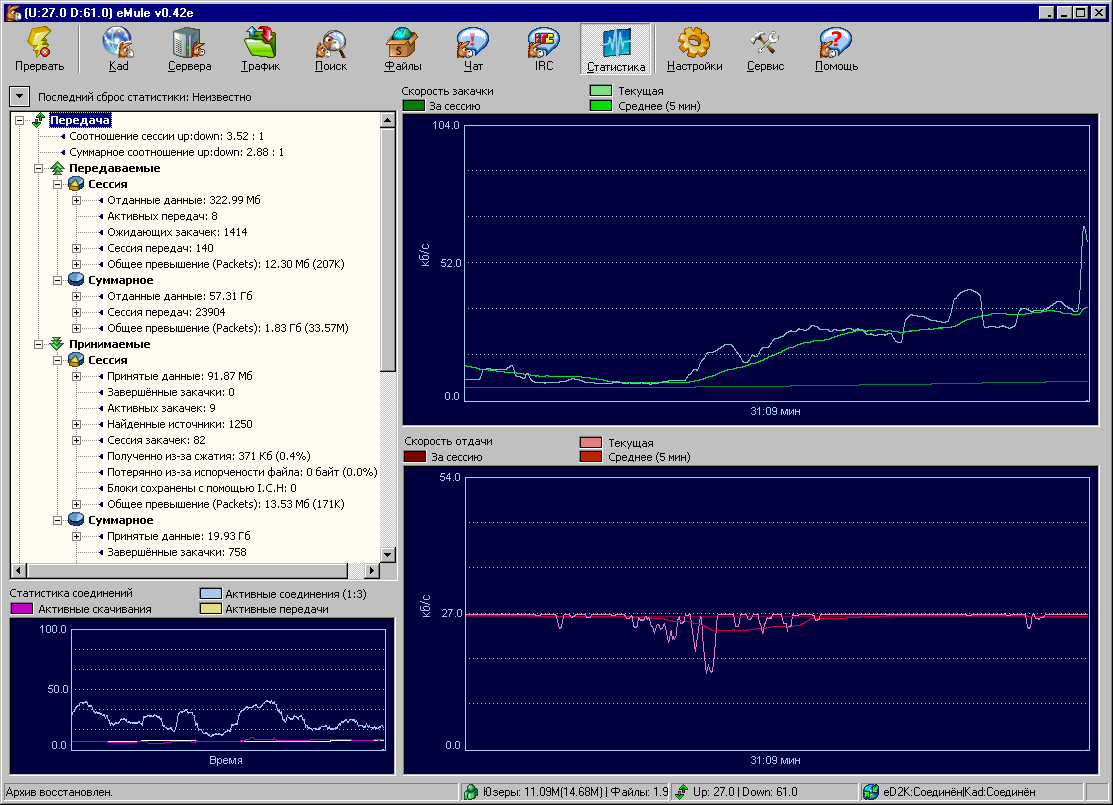 (U:27.0 D:61.0) eMule v0.42e
Прервать Kad Сервера Трафик Поиск Файлы Чат IRC Статистика Настройки Сервис Помощь
Последний сброс статистики: Неизвестно
Передача
Соотношение сессии up:down: 3.52 : 1
Суммарное соотношение up:down: 2.88 : 1
Передаваемые
Сессия
Отданные данные: 322.99 Мб
Активных передач: 8
Ожидающих закачек: 1414
Сессия передач: 140
Общее превышение (Packets): 12.30 Мб (207K)
Суммарное
Отданные данные: 57.31 Гб
Сессия передач: 23904
Общее превышение (Packets): 1.83 Гб (33.57M)
Принимаемые
Сессия
Принятые данные: 91.87 Мб
Завершённые закачки: 0
Активных закачек: 9
Найденные источники: 1250
Сессия закачек: 82
Полученно из-за сжатия: 371 Кб (0.4%)
Потерянно из-за испорчености файла: 0 байт (0.0%)
Блоки сохранены с помощью I.C.H: 0
Общее превышение (Packets): 13.53 Мб (171K)
Суммарное
Принятые данные: 19.93 Гб
Завершённые закачки: 758
Статистика соединений
Активные соединения (1:3)
Активные скачивания
Активные передачи
100.0
50.0
0.0
Время
Скорость закачки
Текущая
За сессию
Среднее (5 мин)
104.0
кб/с
52.0
0.0
31:09 мин
Скорость отдачи
Текущая
За сессию
Среднее (5 мин)
54.0
кб/с
27.0
0.0
31:09 мин
Архив восстановлен.
Юзеры: 11.09M(14.68M) | Файлы: 1.9
Up: 27.0 | Down: 61.0
eD2K:Соединён|Kad:Соединён